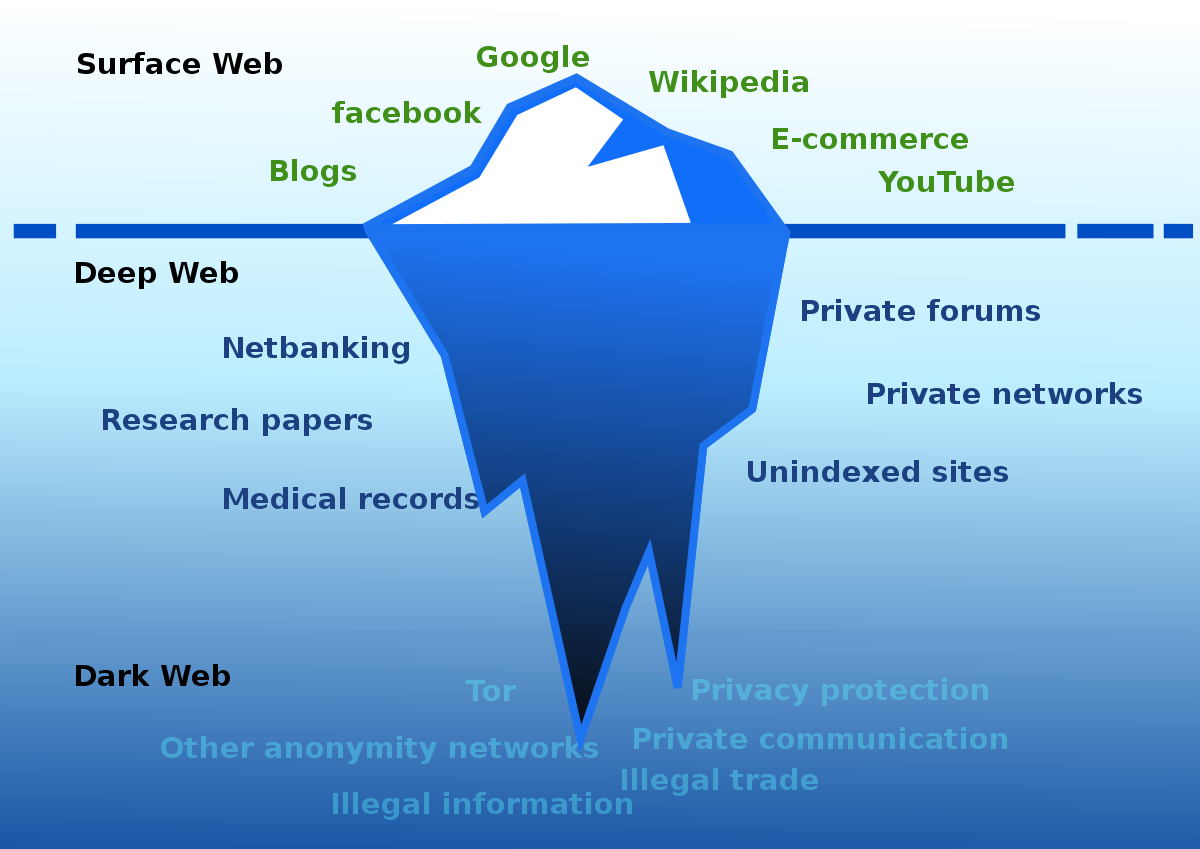 Surface Web
Google
Wikipedia
facebook
E-commerce
Blogs
YouTube
Deep Web
Private forums
Netbanking
Private networks
Research papers
Unindexed sites
Medical records
Dark Web
Tor
Privacy protection
Other anonymity networks
Private communication
Illegal trade
Illegal information